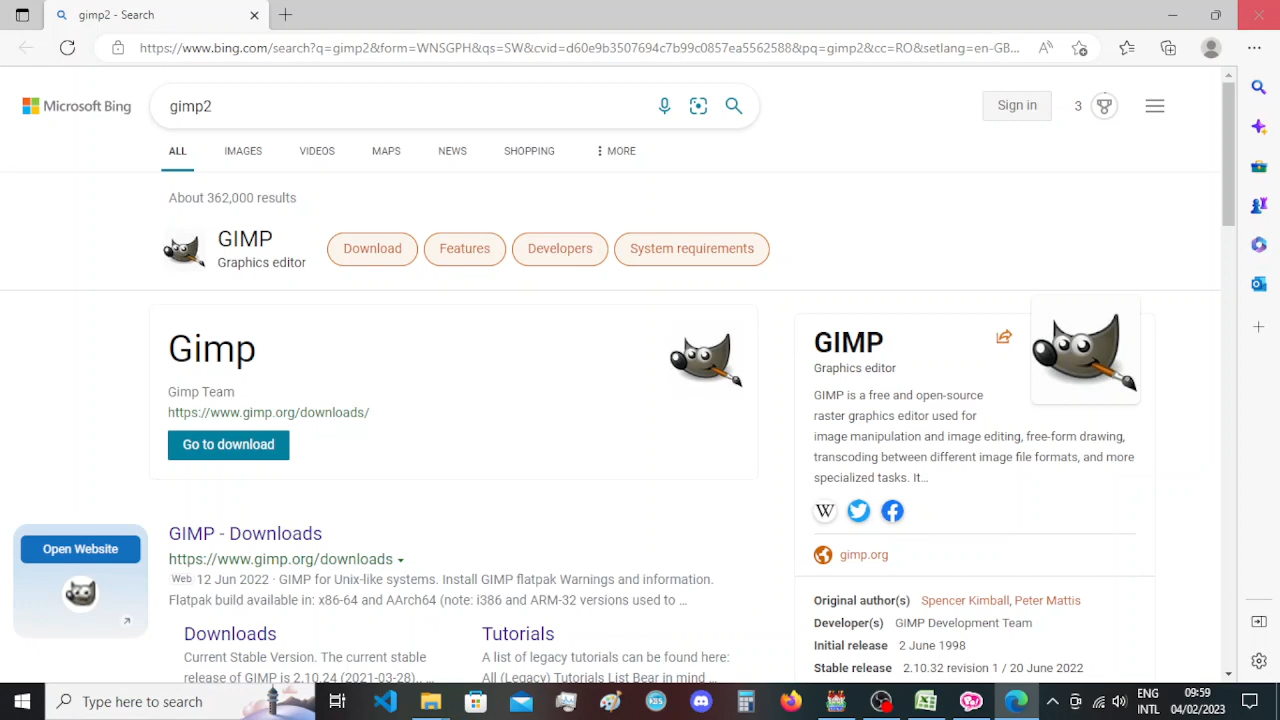 gimp2 - Search
https://www.bing.com/search?q=gimp2&form=WNSGPH&qs=SW&cvid=d60e9b3507694c7b99c0857ea5562588&pq=gimp2&cc=RO&setlang=en-GB...
Microsoft Bing
gimp2
Sign in
3
ALL
IMAGES
VIDEOS
MAPS
NEWS
SHOPPING
MORE
About 362,000 results
GIMP
Graphics editor
Download
Features
Developers
System requirements
Gimp
Gimp Team
https://www.gimp.org/downloads/
Go to download
GIMP
Graphics editor
GIMP is a free and open-source
raster graphics editor used for
image manipulation and image editing, free-form drawing,
transcoding between different image file formats, and more
specialized tasks. It...
W
gimp.org
Original author(s) Spencer Kimball, Peter Mattis
Developer(s) GIMP Development Team
Initial release 2 June 1998
Stable release 2.10.32 revision 1 / 20 June 2022
Open Website
GIMP - Downloads
https://www.gimp.org/downloads
Web 12 Jun 2022 · GIMP for Unix-like systems. Install GIMP flatpak Warnings and information.
Flatpak build available in: x86-64 and AArch64 (note: i386 and ARM-32 versions used to ...
Downloads
Current Stable Version. The current stable
release of GIMP is 2.10.24 (2021-03-28). ...
Tutorials
A list of legacy tutorials can be found here:
All (Legacy) Tutorials List Bear in mind ...
Type here to search
ENG
INTL
09:59
04/02/2023